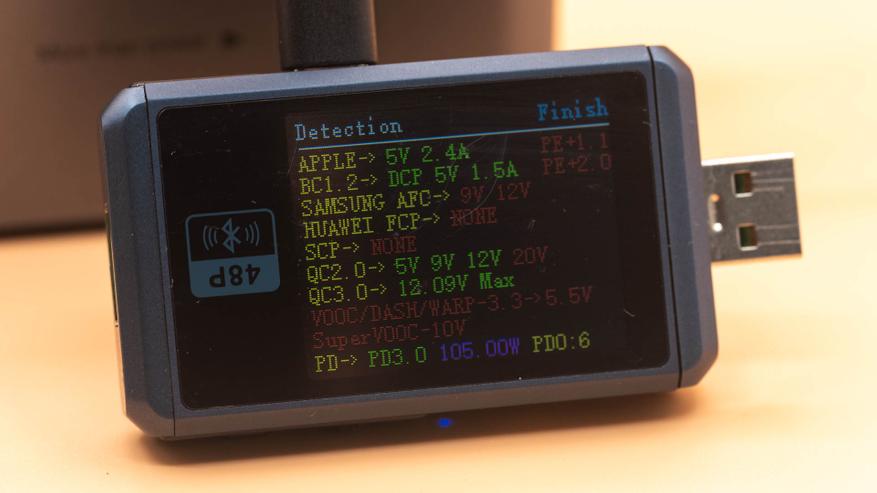 Detection Finish
APPLE-> 5V 2.4A PE+1.1
BC1.2-> DCP 5V 1.5A PE+2.0
SAMSUNG AFC-> 9V 12V
HUAWEI FCP-> NONE
SCP-> NONE
QC2.0-> 5V 9V 12V 20V
QC3.0-> 12.09V Max
VOOC/DASH/WARP-3.3->5.5V
SuperVOOC-10V
PD-> PD3.0 105.00W PDO:6
48P